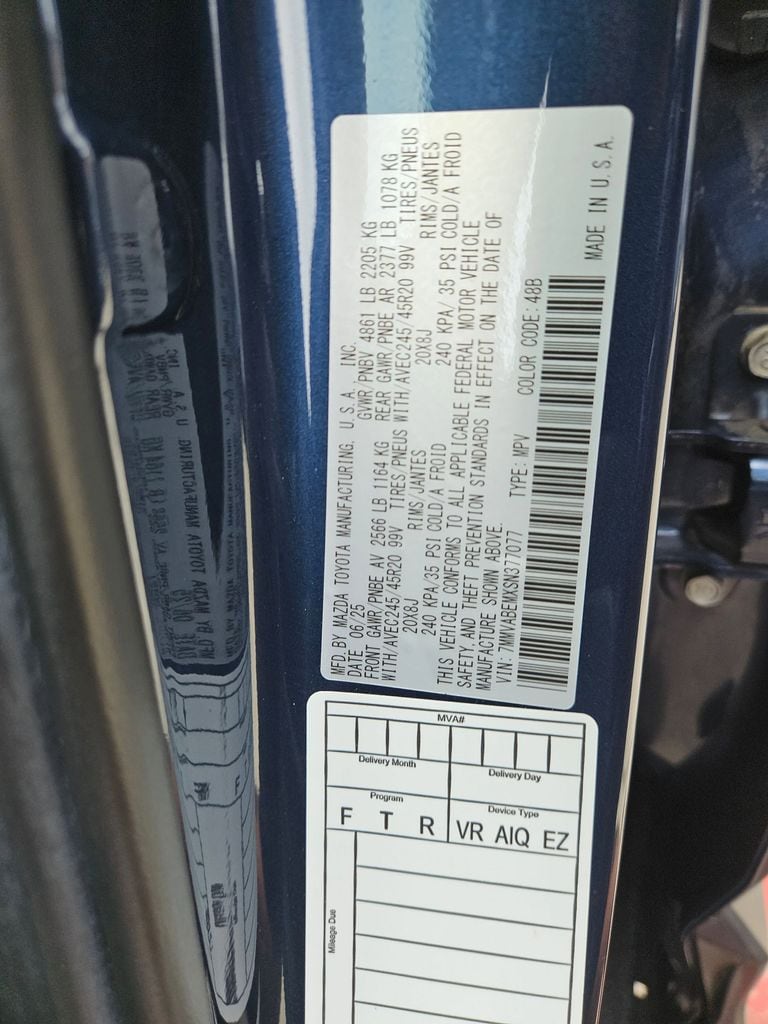 MFD. BY MAZDA TOYOTA MANUFACTURING, U.S.A. INC.
DATE 06/25 GVWR/PNBV 4861 LB 2205 KG
FRONT GAWR/PNBE AV 2566 LB 1164 KG REAR GAWR/PNBE AR 2377 LB 1078 KG
WITH/AVEC245/45R20 99V TIRES/PNEUS WITH/AVEC245/45R20 99V TIRES/PNEUS
20X8J RIMS/JANTES 20X8J RIMS/JANTES
240 KPA/35 PSI COLD/A FROID 240 KPA/35 PSI COLD/A FROID
THIS VEHICLE CONFORMS TO ALL APPLICABLE FEDERAL MOTOR VEHICLE
SAFETY, AND THEFT PREVENTION STANDARDS IN EFFECT ON THE DATE OF
MANUFACTURE SHOWN ABOVE.
VIN: 7MMVABEMXSN377077 TYPE: MPV COLOR CODE: 48B
MADE IN U.S.A.
MVA#
Delivery Month Delivery Day
Program Device Type
F T R VR AIQ EZ
Mileage Due